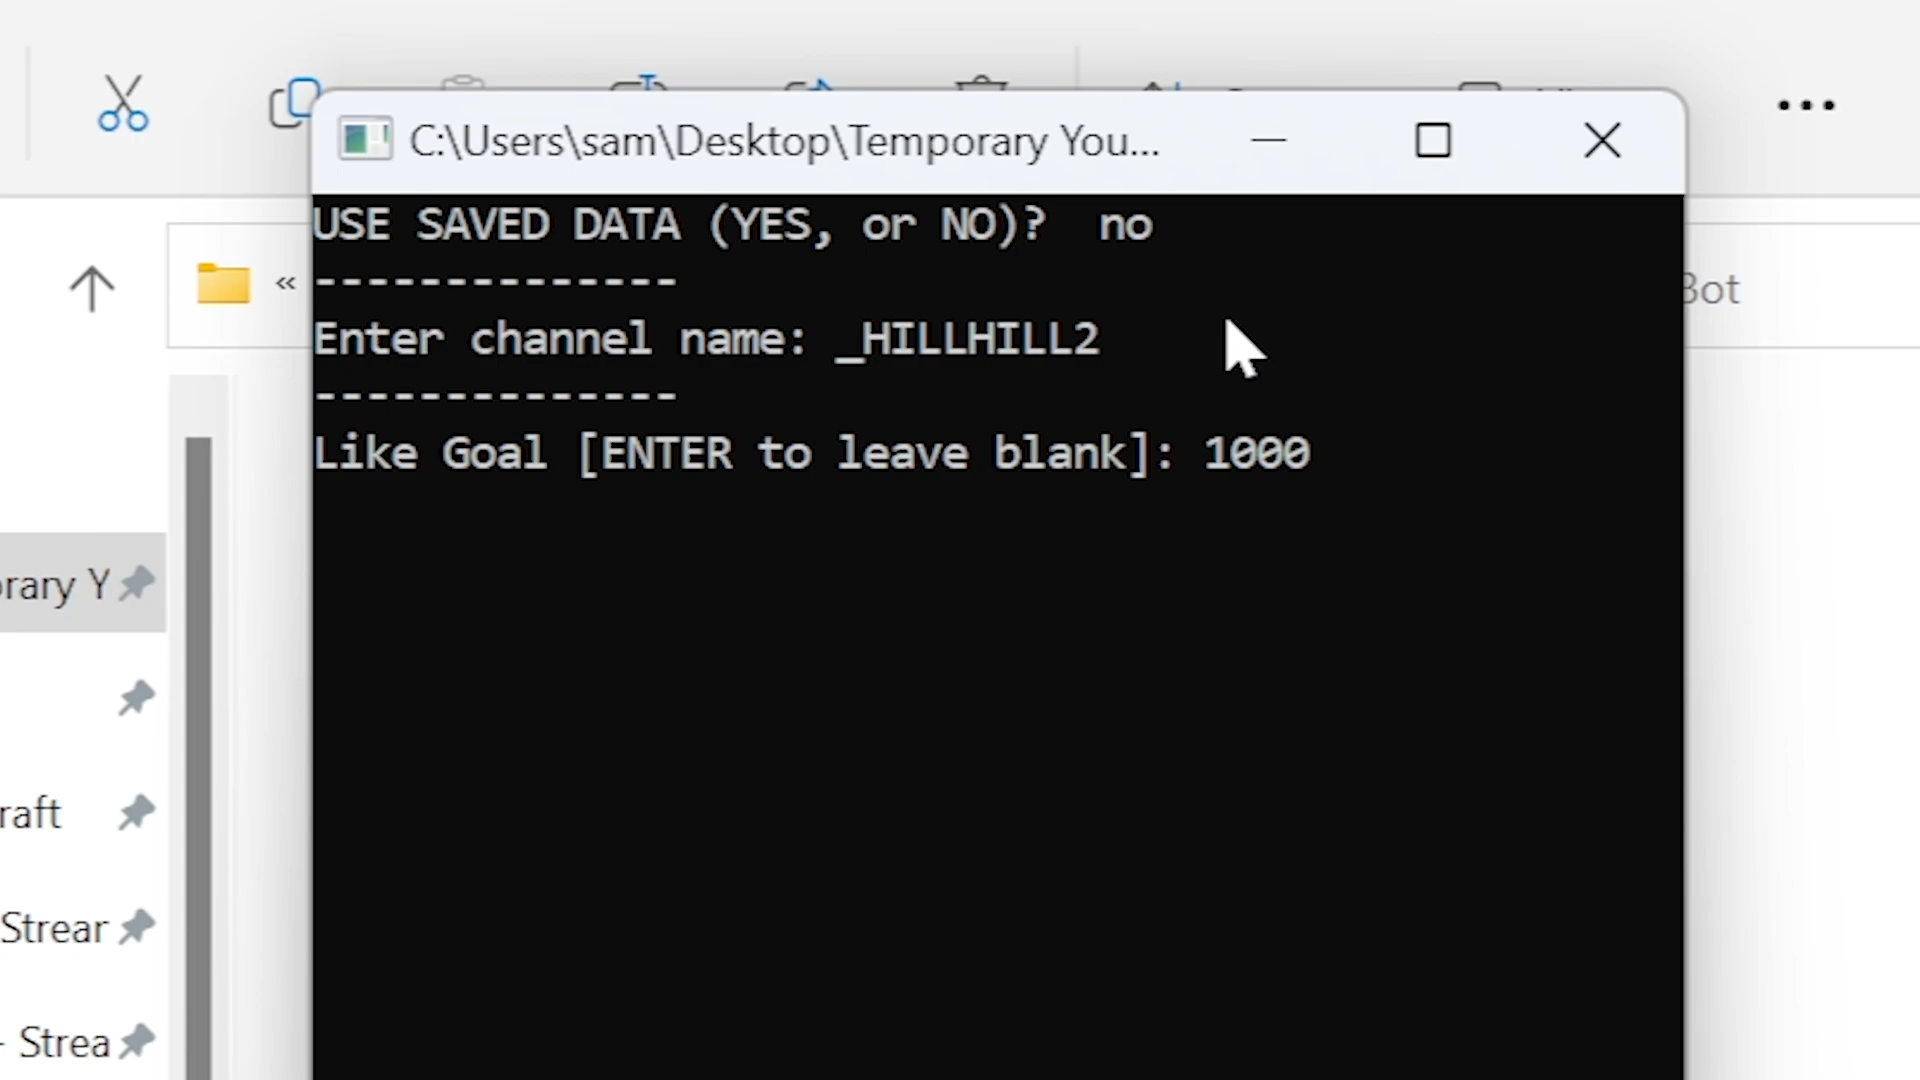 C:\Users\sam\Desktop\Temporary You...
USE SAVED DATA (YES, or NO)?  no
--------------
«
Bot
Enter channel name: _HILLHILL2
--------------
Like Goal [ENTER to leave blank]: 1000
orary Y
raft
Strear
- Strea